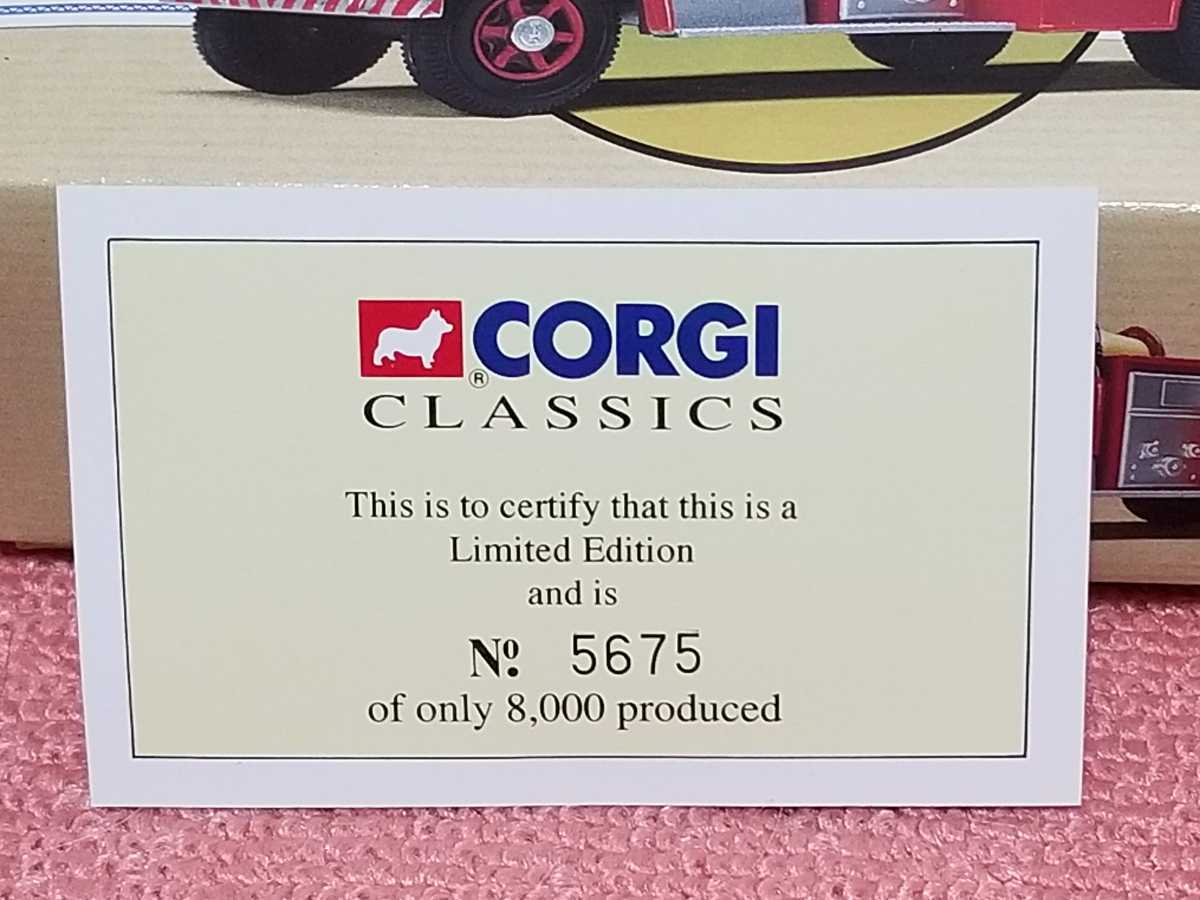 ® CORGI
CLASSICS
This is to certify that this is a
Limited Edition
and is
Nº. 5675
of only 8,000 produced